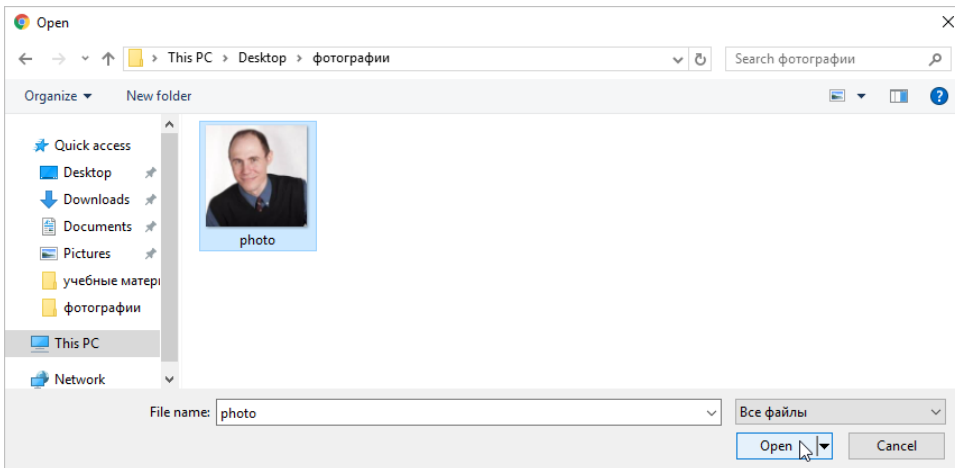 Open
This PC > Desktop > фотографии
Search фотографии
Organize
New folder
Quick access
Desktop
Downloads
Documents
Pictures
учебные матери
фотографии
This PC
Network
photo
File name: photo
Все файлы
Open
Cancel